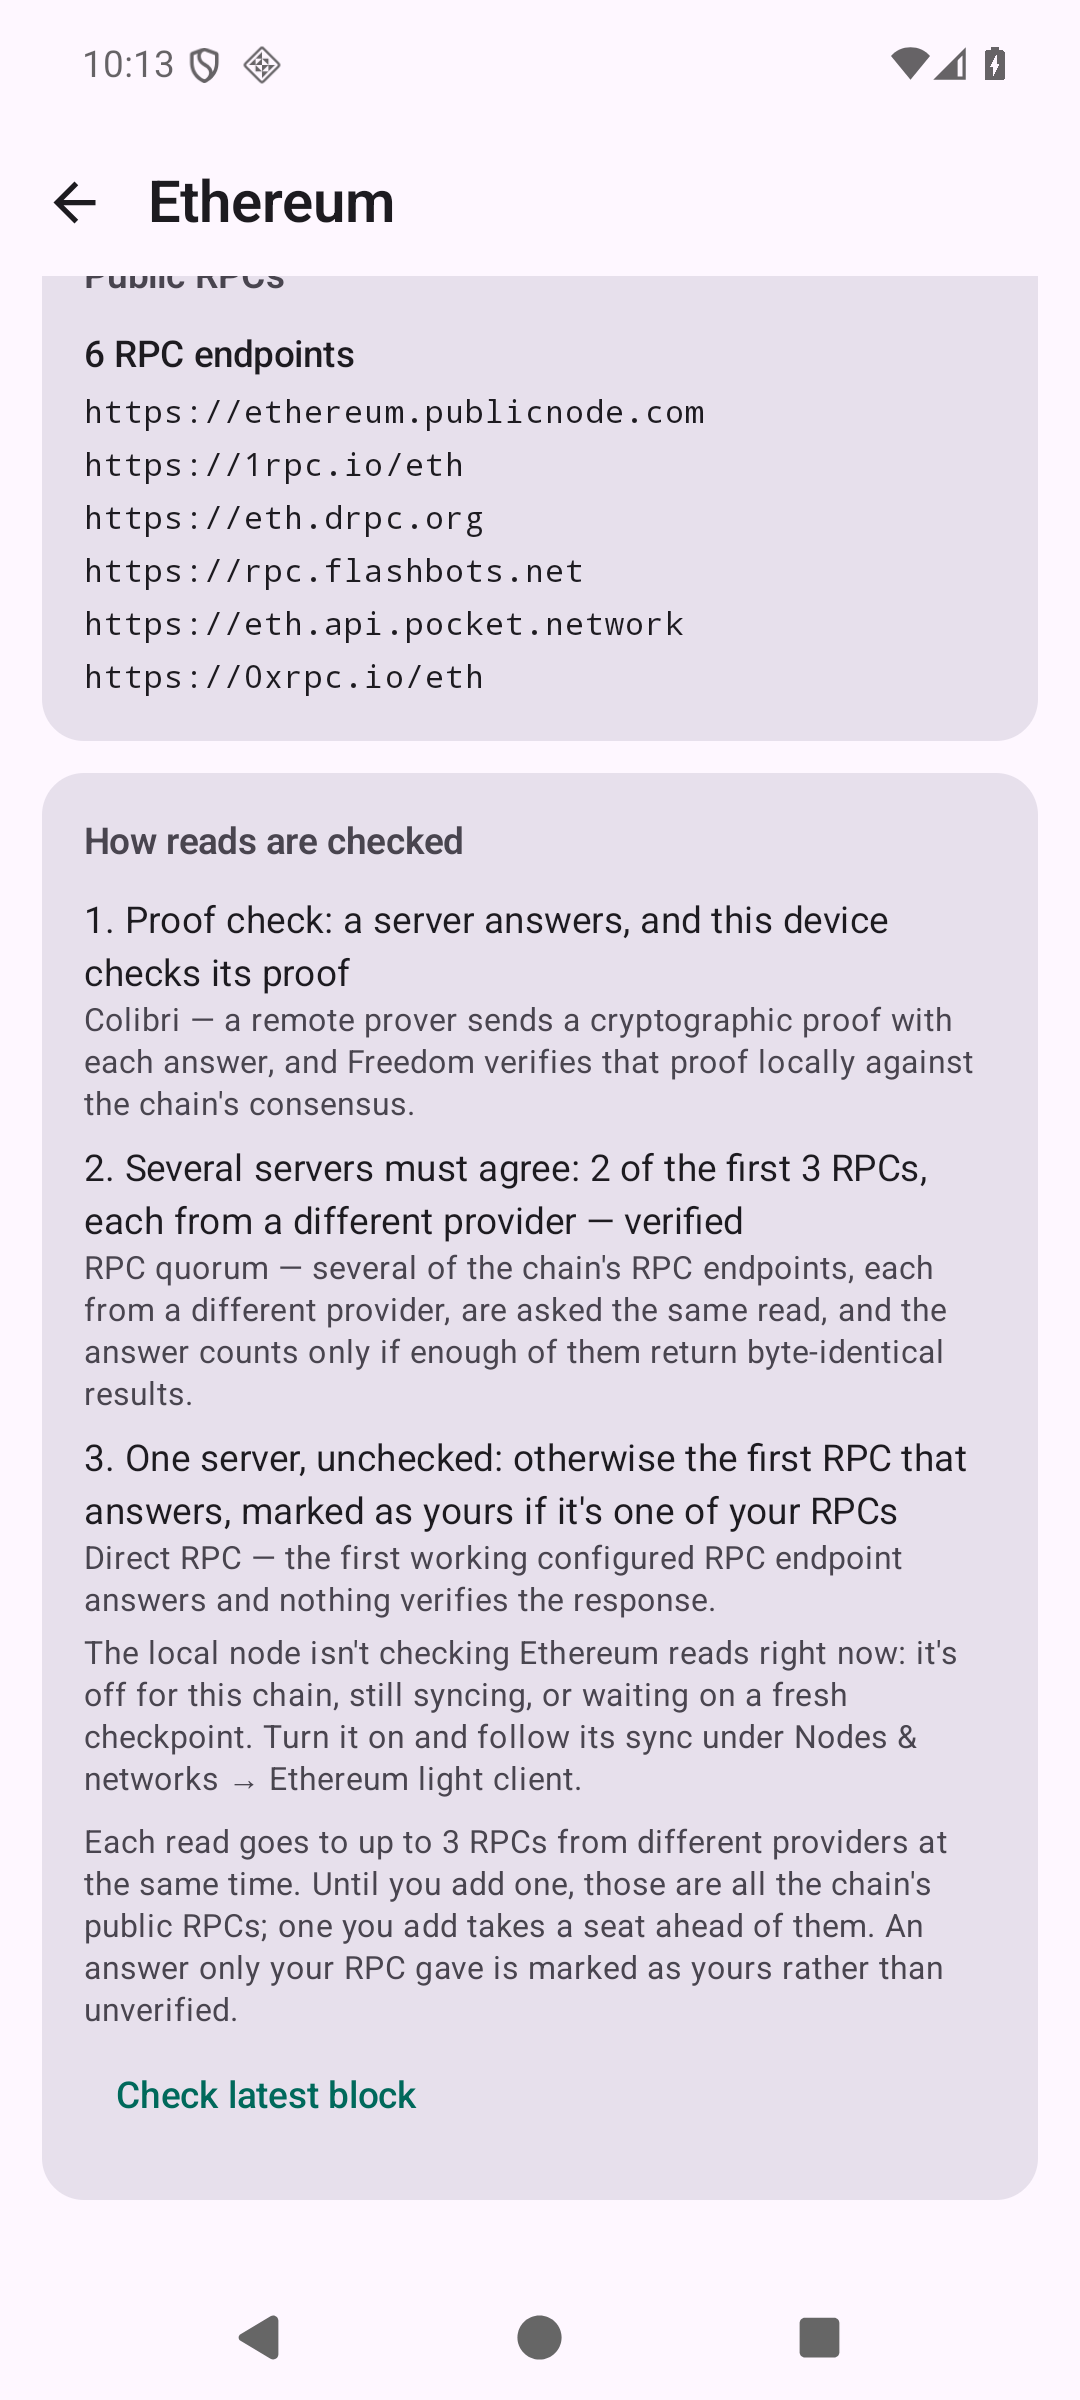 10:13
Ethereum
Public RPCs
6 RPC endpoints
https://ethereum.publicnode.com
https://1rpc.io/eth
https://eth.drpc.org
https://rpc.flashbots.net
https://eth.api.pocket.network
https://0xrpc.io/eth
How reads are checked
1. Proof check: a server answers, and this device
checks its proof
Colibri — a remote prover sends a cryptographic proof with
each answer, and Freedom verifies that proof locally against
the chain's consensus.
2. Several servers must agree: 2 of the first 3 RPCs,
each from a different provider — verified
RPC quorum — several of the chain's RPC endpoints, each
from a different provider, are asked the same read, and the
answer counts only if enough of them return byte-identical
results.
3. One server, unchecked: otherwise the first RPC that
answers, marked as yours if it's one of your RPCs
Direct RPC — the first working configured RPC endpoint
answers and nothing verifies the response.
The local node isn't checking Ethereum reads right now: it's
off for this chain, still syncing, or waiting on a fresh
checkpoint. Turn it on and follow its sync under Nodes &
networks → Ethereum light client.
Each read goes to up to 3 RPCs from different providers at
the same time. Until you add one, those are all the chain's
public RPCs; one you add takes a seat ahead of them. An
answer only your RPC gave is marked as yours rather than
unverified.
Check latest block